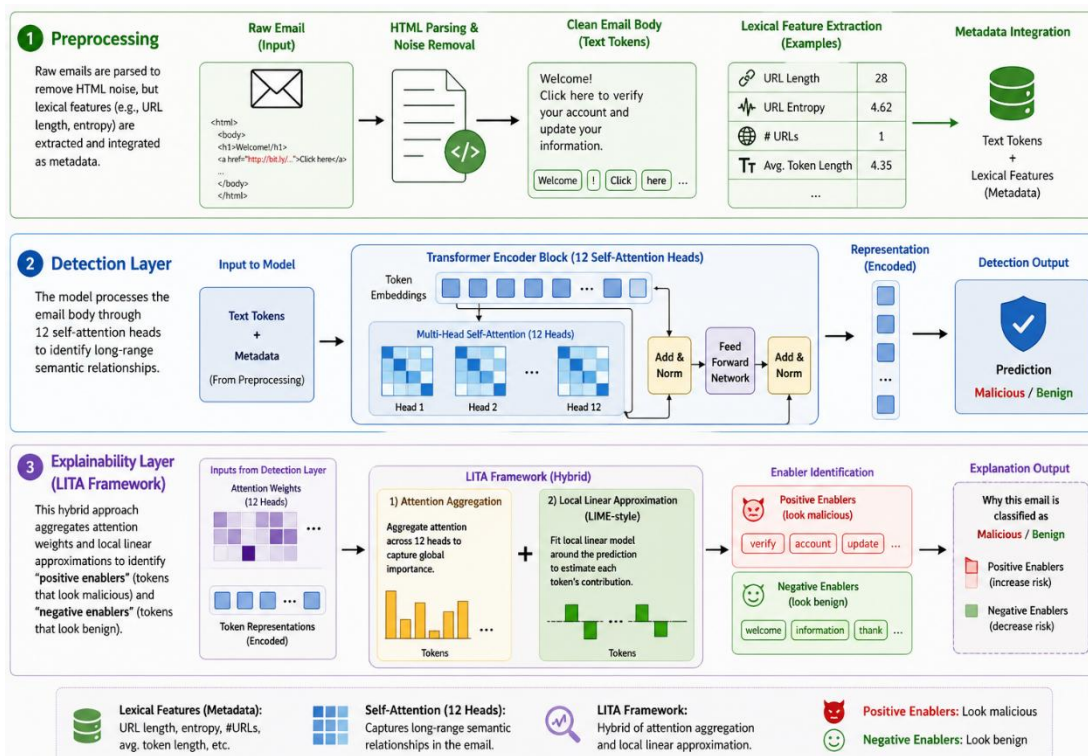 1 Preprocessing
Raw emails are parsed to
remove HTML noise, but
lexical features (e.g., URL
length, entropy) are
extracted and integrated
as metadata.
Raw Email
(Input)
<html>
<body>
<h1>Welcome!/h1>
<a href="http://bit.ly/...">Click here</a>
...
</body>
</html>
HTML Parsing &
Noise Removal
</>
Clean Email Body
(Text Tokens)
Welcome!
Click here to verify
your account and
update your
information.
Welcome ! Click here ...
Lexical Feature Extraction
(Examples)
URL Length 28
URL Entropy 4.62
# URLs 1
TT Avg. Token Length 4.35
...
Metadata Integration
Text Tokens
+
Lexical Features
(Metadata)
2 Detection Layer
The model processes the
email body through
12 self-attention heads
to identify long-range
semantic relationships.
Input to Model
Text Tokens
+
Metadata
(From Preprocessing)
Transformer Encoder Block (12 Self-Attention Heads)
Token
Embeddings
...
Multi-Head Self-Attention (12 Heads)
...
Head 1 Head 2 Head 12
Add &
Norm
Feed
Forward
Network
Add &
Norm
Representation
(Encoded)
...
Detection Output
Prediction
Malicious / Benign
3 Explainability Layer
(LITA Framework)
This hybrid approach
aggregates attention
weights and local linear
approximations to identify
"positive enablers" (tokens
that look malicious) and
"negative enablers" (tokens
that look benign).
Inputs from Detection Layer
Attention Weights
(12 Heads)
...
...
Token Representations
(Encoded)
LITA Framework (Hybrid)
1) Attention Aggregation
Aggregate attention
across 12 heads to
capture global
importance.
...
Tokens
+
2) Local Linear Approximation
(LIME-style)
Fit local linear model
around the prediction
to estimate each
token's contribution.
...
Tokens
Enabler Identification
Positive Enablers
(look malicious)
verify account update ...
Negative Enablers
(look benign)
welcome information thank ...
Explanation Output
Why this email is
classified as
Malicious / Benign
Positive Enablers
(increase risk)
Negative Enablers
(decrease risk)
Lexical Features (Metadata):
URL length, entropy, #URLs,
avg. token length, etc.
Self-Attention (12 Heads):
Captures long-range semantic
relationships in the email.
LITA Framework:
Hybrid of attention aggregation
and local linear approximation.
Positive Enablers: Look malicious
Negative Enablers: Look benign